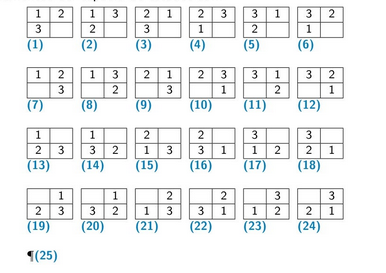 1 2 1 3 2 1 2 3 3 1 3 2
3 2 3 1 2 1
(1) (2) (3) (4) (5) (6)
1 2 1 3 2 1 2 3 3 1 3 2
3 2 3 1 2 1
(7) (8) (9) (10) (11) (12)
1 1 2 2 3 3
2 3 3 2 1 3 3 1 1 2 2 1
(13) (14) (15) (16) (17) (18)
1 1 2 2 3 3
2 3 3 2 1 3 3 1 1 2 2 1
(19) (20) (21) (22) (23) (24)
¶(25)